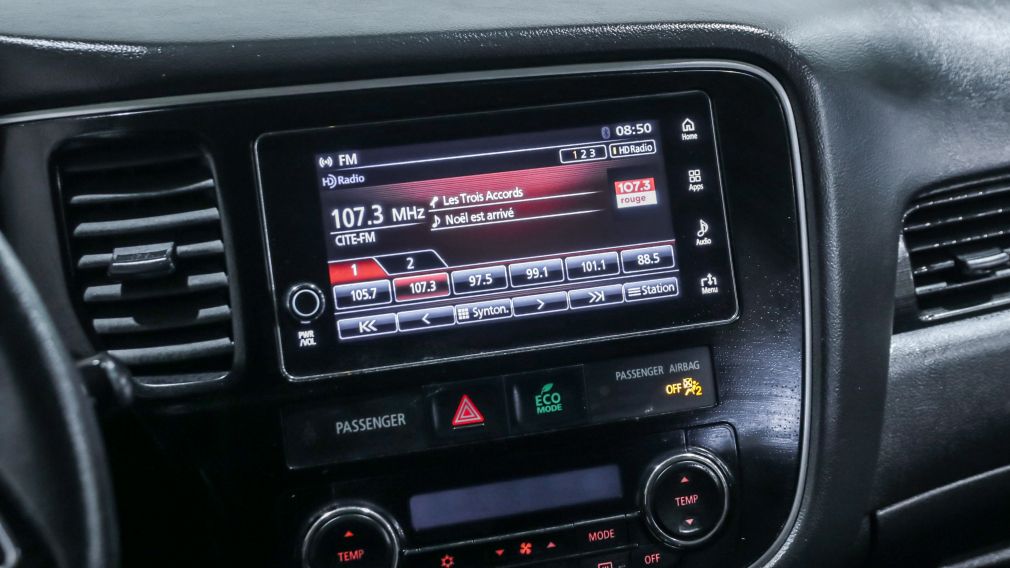 FM
08:50
1 2 3
HD Radio
Home
HD Radio
Les Trois Accords
107.3
rouge
Apps
107.3 MHz
Noël est arrivé
CITE-FM
Audio
1
2
105.7
107.3
97.5
99.1
101.1
88.5
Menu
Synton.
Station
PWR
/VOL
PASSENGER
ECO
MODE
PASSENGER AIRBAG
OFF
2
TEMP
MODE
TEMP
OFF